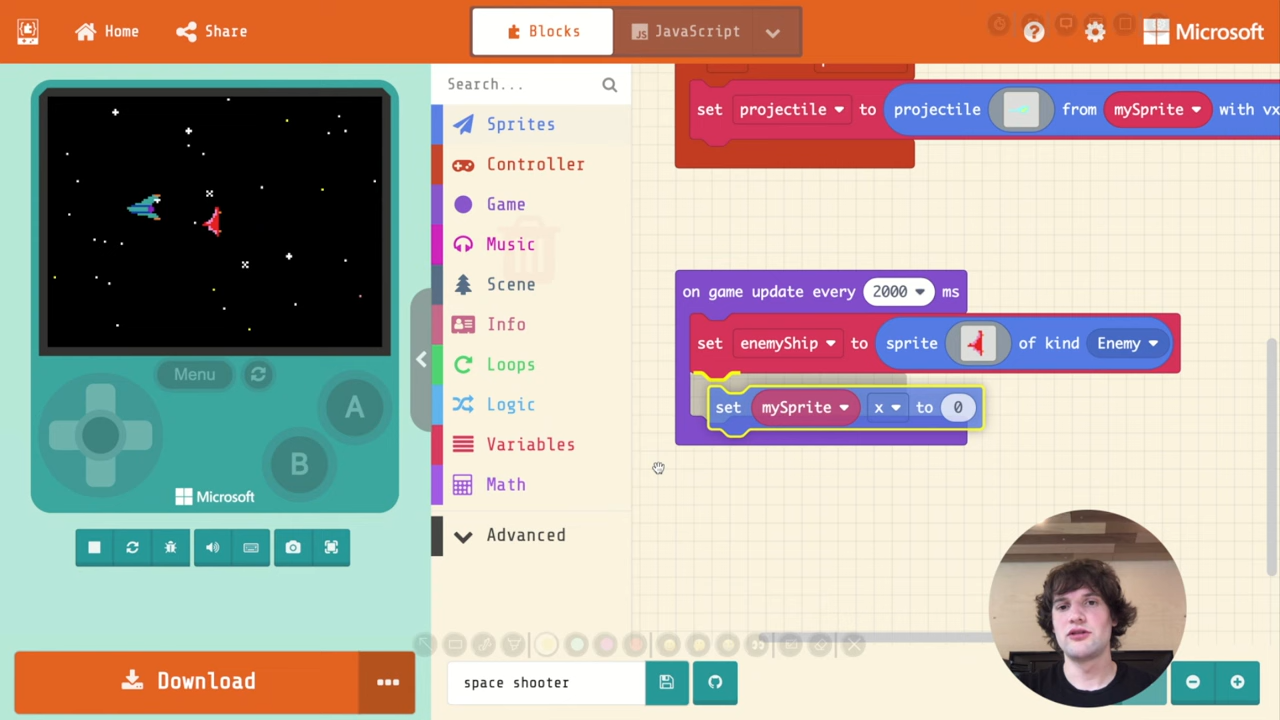 Home
Share
Blocks
JavaScript
Microsoft
Search...
Sprites
Controller
Game
Music
Scene
Info
Loops
Logic
Variables
Math
Advanced
Menu
A
B
Microsoft
set projectile to projectile from mySprite with vx
on game update every 2000 ms
set enemyShip to sprite of kind Enemy
set mySprite x to 0
Download
space shooter